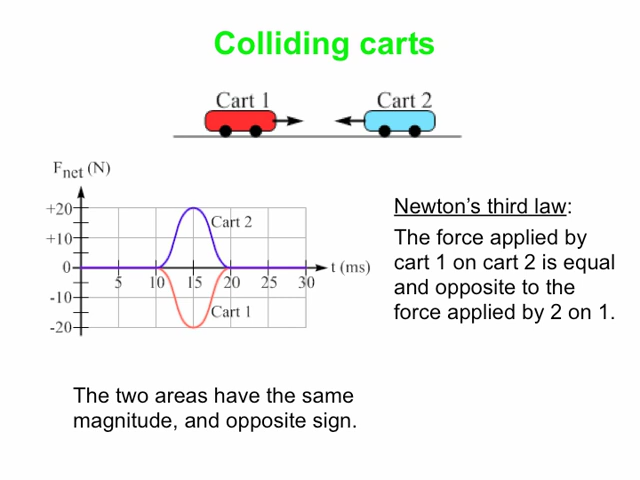 Colliding carts
Cart 1
Cart 2
Fnet (N)
+20
+10
0
-10
-20
5
10
15
20
25
30
t (ms)
Cart 2
Cart 1
Newton's third law:
The force applied by
cart 1 on cart 2 is equal
and opposite to the
force applied by 2 on 1.
The two areas have the same
magnitude, and opposite sign.